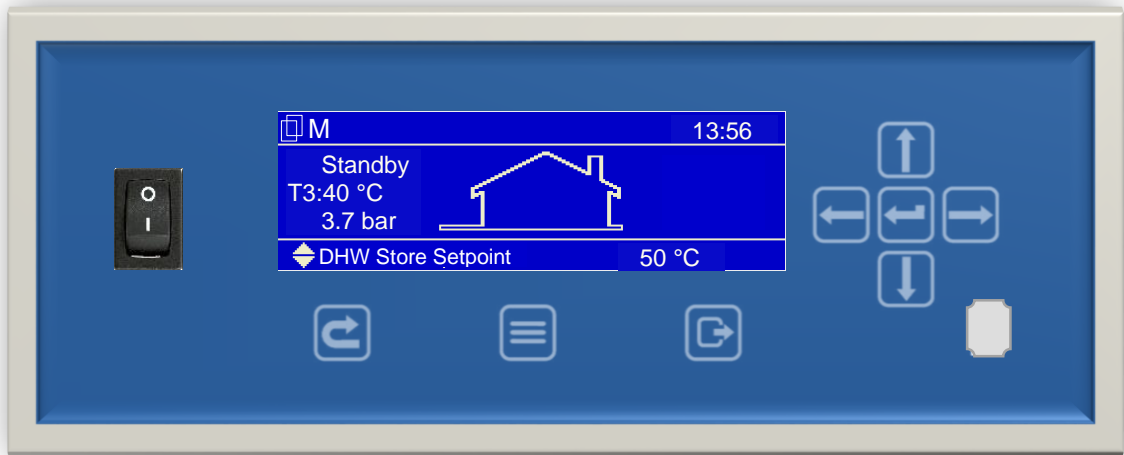 M 13:56
Standby
T3:40 °C
3.7 bar
DHW Store Setpoint 50 °C
O
I